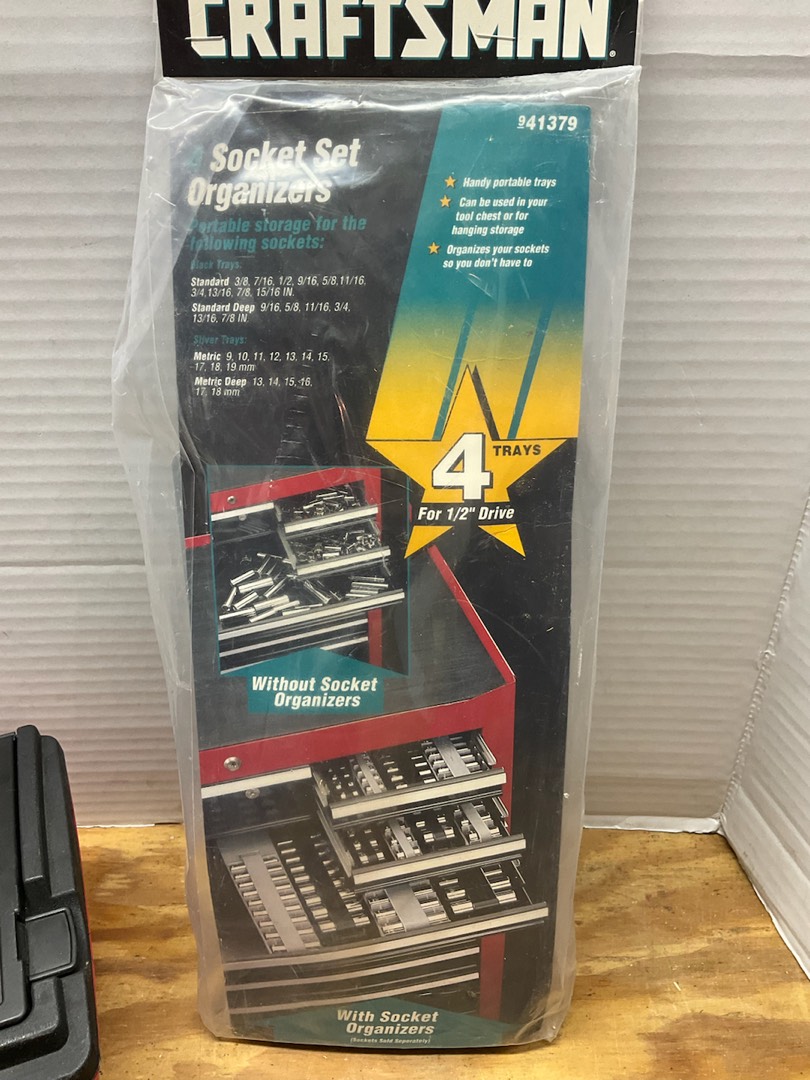 CRAFTSMAN®
941379
4 Socket Set
Organizers
Portable storage for the
following sockets:
Black Trays:
Standard 3/8, 7/16, 1/2, 9/16, 5/8,11/16,
3/4,13/16, 7/8, 15/16 IN.
Standard Deep 9/16, 5/8, 11/16, 3/4,
13/16, 7/8 IN
Silver Trays:
Metric 9, 10, 11, 12, 13, 14, 15,
17, 18, 19 mm
Metric Deep 13, 14, 15, 16,
17, 18 mm
Handy portable trays
Can be used in your
tool chest or for
hanging storage
Organizes your sockets
so you don't have to
4 TRAYS
For 1/2" Drive
Without Socket
Organizers
With Socket
Organizers
(Sockets Sold Separately)